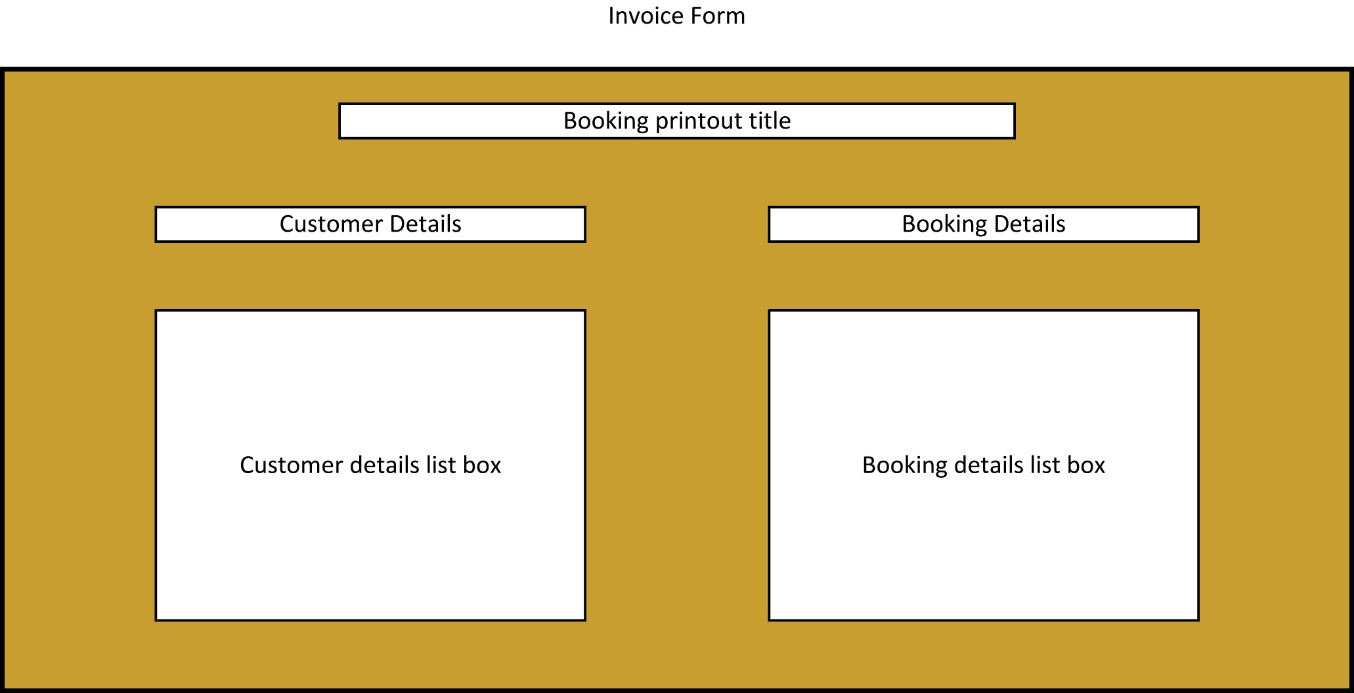 Invoice Form
Booking printout title
Customer Details
Booking Details
Customer details list box
Booking details list box